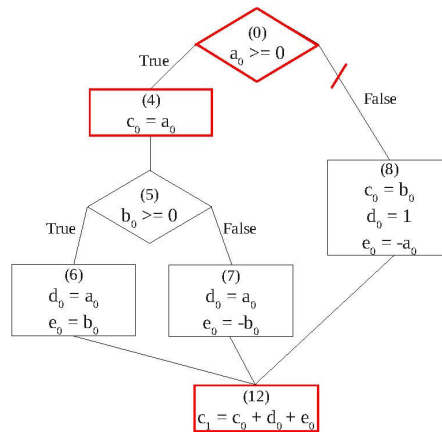 (0)
a₀ >= 0
True
False
(4)
c₀ = a₀
(5)
b₀ >= 0
True
False
(8)
c₀ = b₀
d₀ = 1
e₀ = -a₀
(6)
d₀ = a₀
e₀ = b₀
(7)
d₀ = a₀
e₀ = -b₀
(12)
c₁ = c₀ + d₀ + e₀